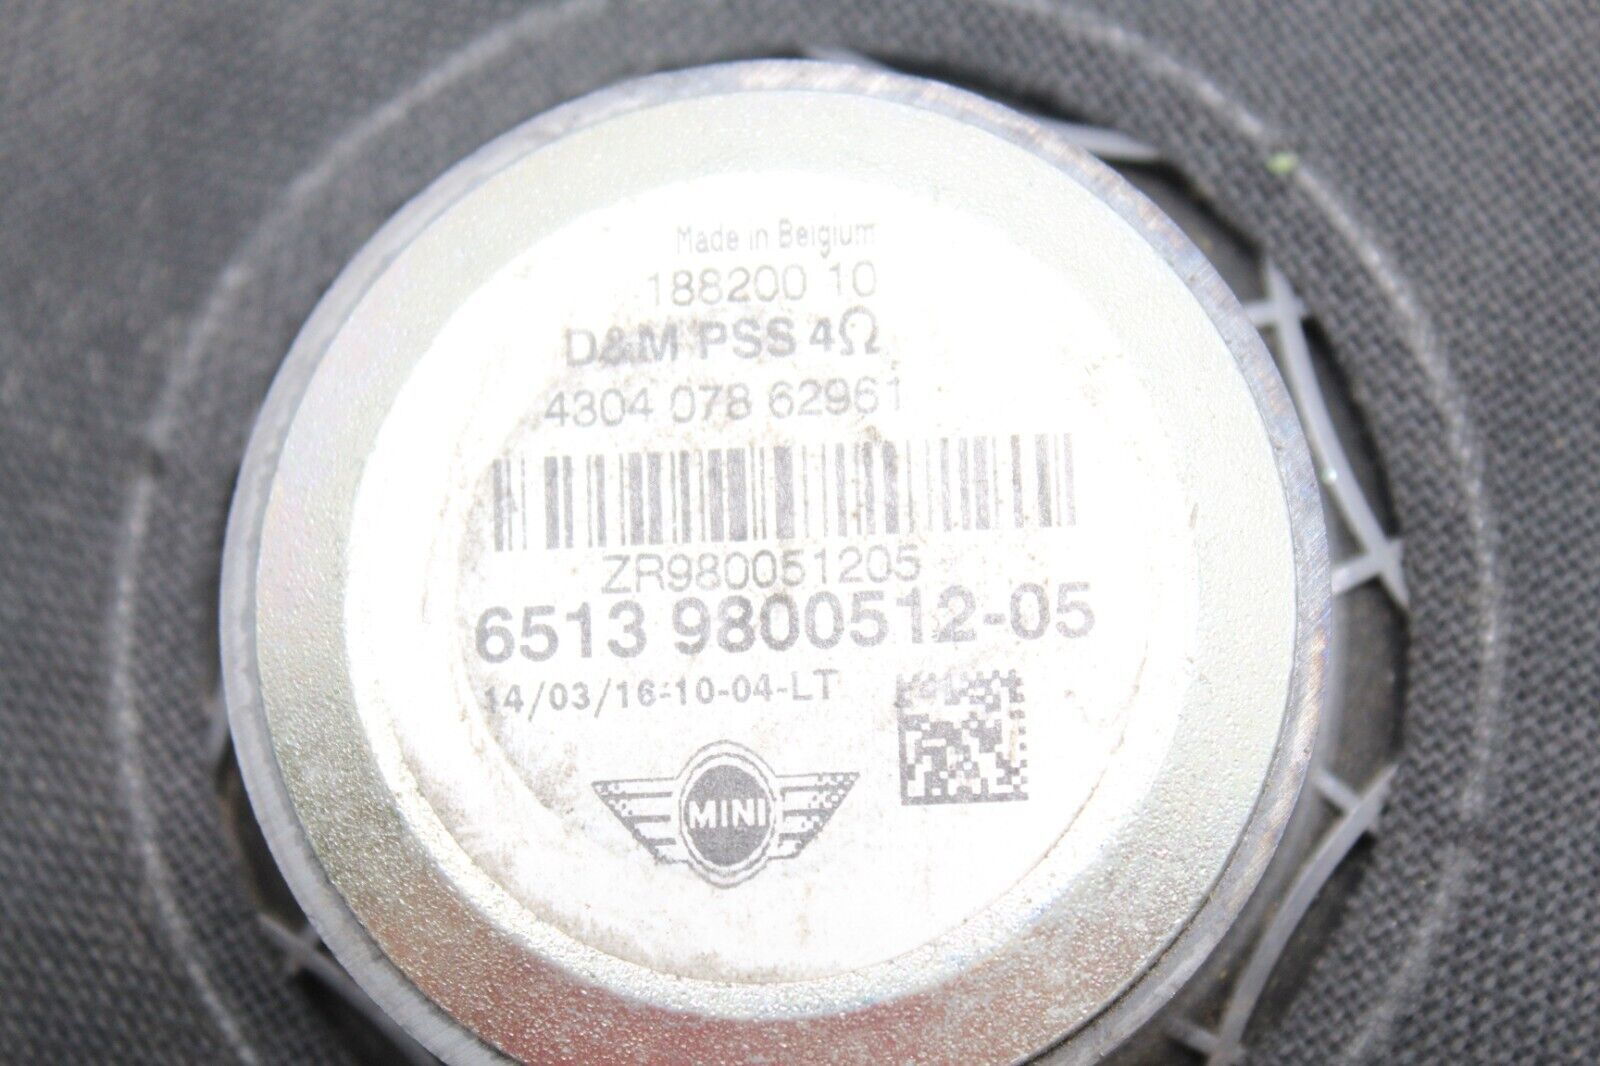 Made in Belgium
188200 10
D&M PSS 4Ω
4304 078 62961
ZR980051205
6513 9800512-05
14/03/16-10-04-LT
MINI